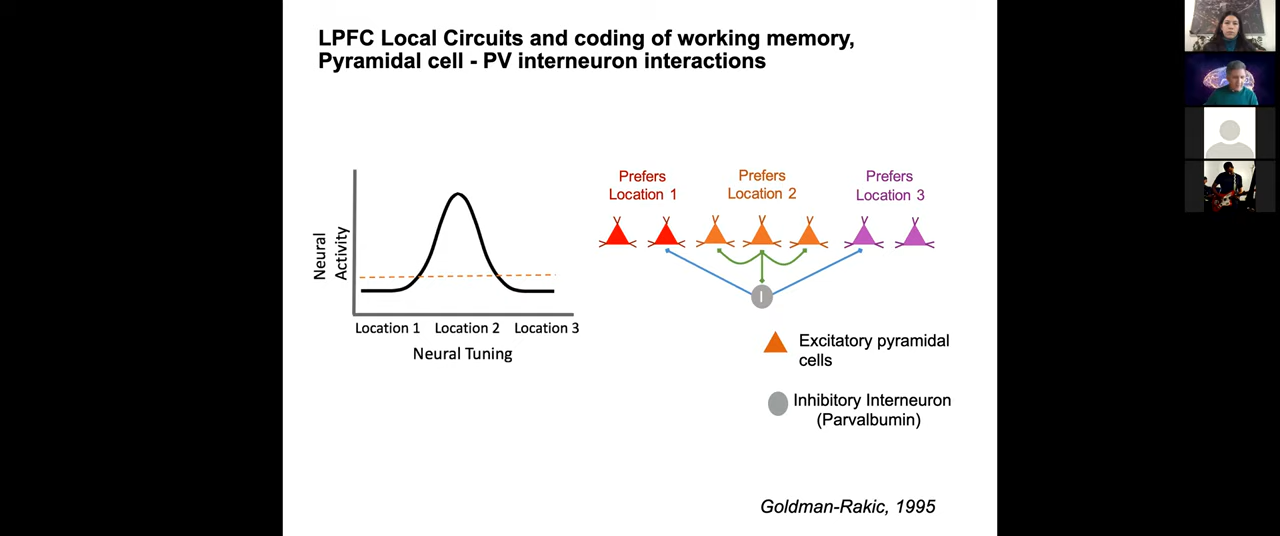 LPFC Local Circuits and coding of working memory,
Pyramidal cell - PV interneuron interactions
Neural
Activity
Location 1
Location 2
Location 3
Neural Tuning
Prefers
Location 1
Prefers
Location 2
Prefers
Location 3
I
Excitatory pyramidal
cells
Inhibitory Interneuron
(Parvalbumin)
Goldman-Rakic, 1995